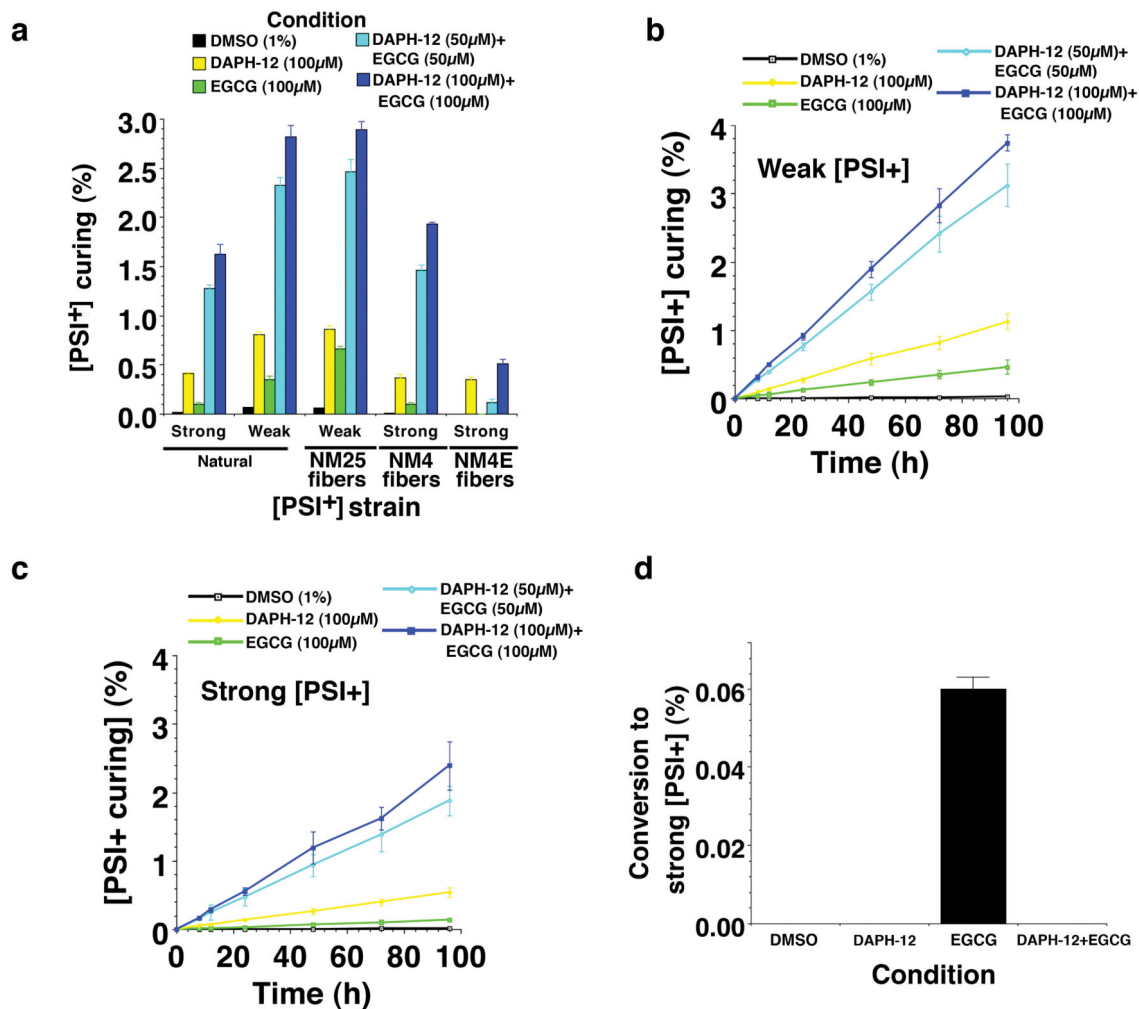 a
Condition
DMSO (1%)
DAPH-12 (100µM)
EGCG (100µM)
DAPH-12 (50µM)+
EGCG (50µM)
DAPH-12 (100µM)+
EGCG (100µM)
[PSI+] curing (%)
3.0
2.5
2.0
1.5
1.0
0.5
0.0
Strong Weak Weak Strong Strong
Natural
NM25 NM4 NM4E
fibers fibers fibers
[PSI+] strain
b
DMSO (1%)
DAPH-12 (100µM)
EGCG (100µM)
DAPH-12 (50µM)+
EGCG (50µM)
DAPH-12 (100µM)+
EGCG (100µM)
[PSI+] curing (%)
4
3
2
1
0
Weak [PSI+]
0 20 40 60 80 100
Time (h)
c
DMSO (1%)
DAPH-12 (100µM)
EGCG (100µM)
DAPH-12 (50µM)+
EGCG (50µM)
DAPH-12 (100µM)+
EGCG (100µM)
[PSI+ curing] (%)
4
3
2
1
0
Strong [PSI+]
0 20 40 60 80 100
Time (h)
d
Conversion to
strong [PSI+] (%)
0.06
0.04
0.02
0.00
DMSO DAPH-12 EGCG DAPH-12+EGCG
Condition